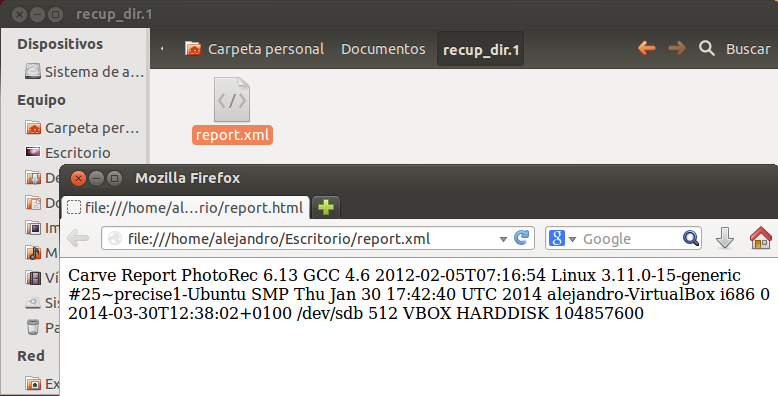 recup_dir.1
Dispositivos
Carpeta personal
Documentos
recup_dir.1
Buscar
Sistema de a...
Equipo
Carpeta per...
Escritorio
report.xml
De
Do
Im
M
Ví
Sis
Pa
Red
Ex
Mozilla Firefox
file:///home/al...rio/report.html
file:///home/alejandro/Escritorio/report.xml
Google
Carve Report PhotoRec 6.13 GCC 4.6 2012-02-05T07:16:54 Linux 3.11.0-15-generic
#25~precise1-Ubuntu SMP Thu Jan 30 17:42:40 UTC 2014 alejandro-VirtualBox i686 0
2014-03-30T12:38:02+0100 /dev/sdb 512 VBOX HARDDISK 104857600